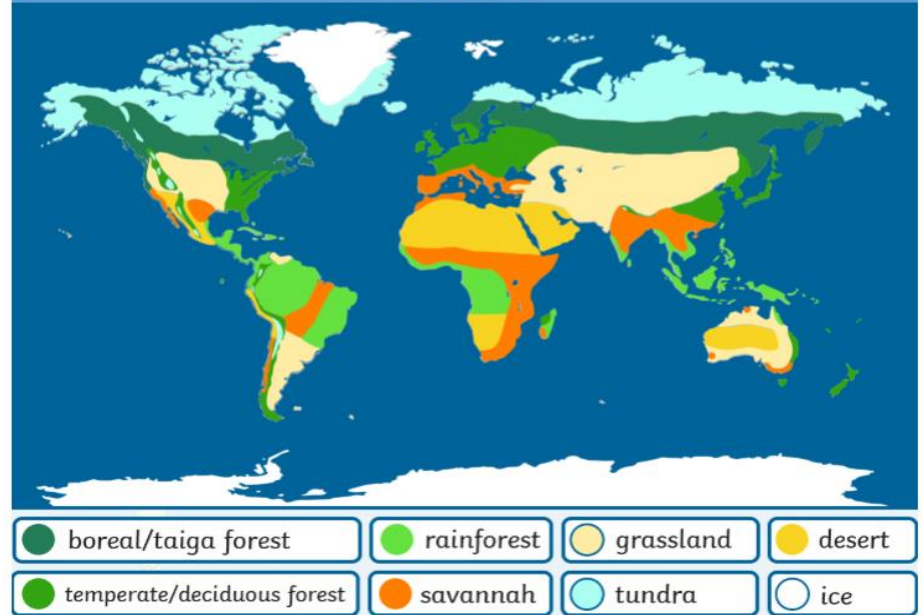 boreal/taiga forest
rainforest
grassland
desert
temperate/deciduous forest
savannah
tundra
ice